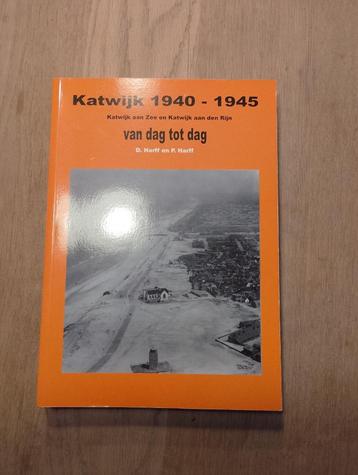 Katwijk 1940 - 1945
Katwijk aan Zee en Katwijk aan den Rijn
van dag tot dag
D. Harff en P. Harff